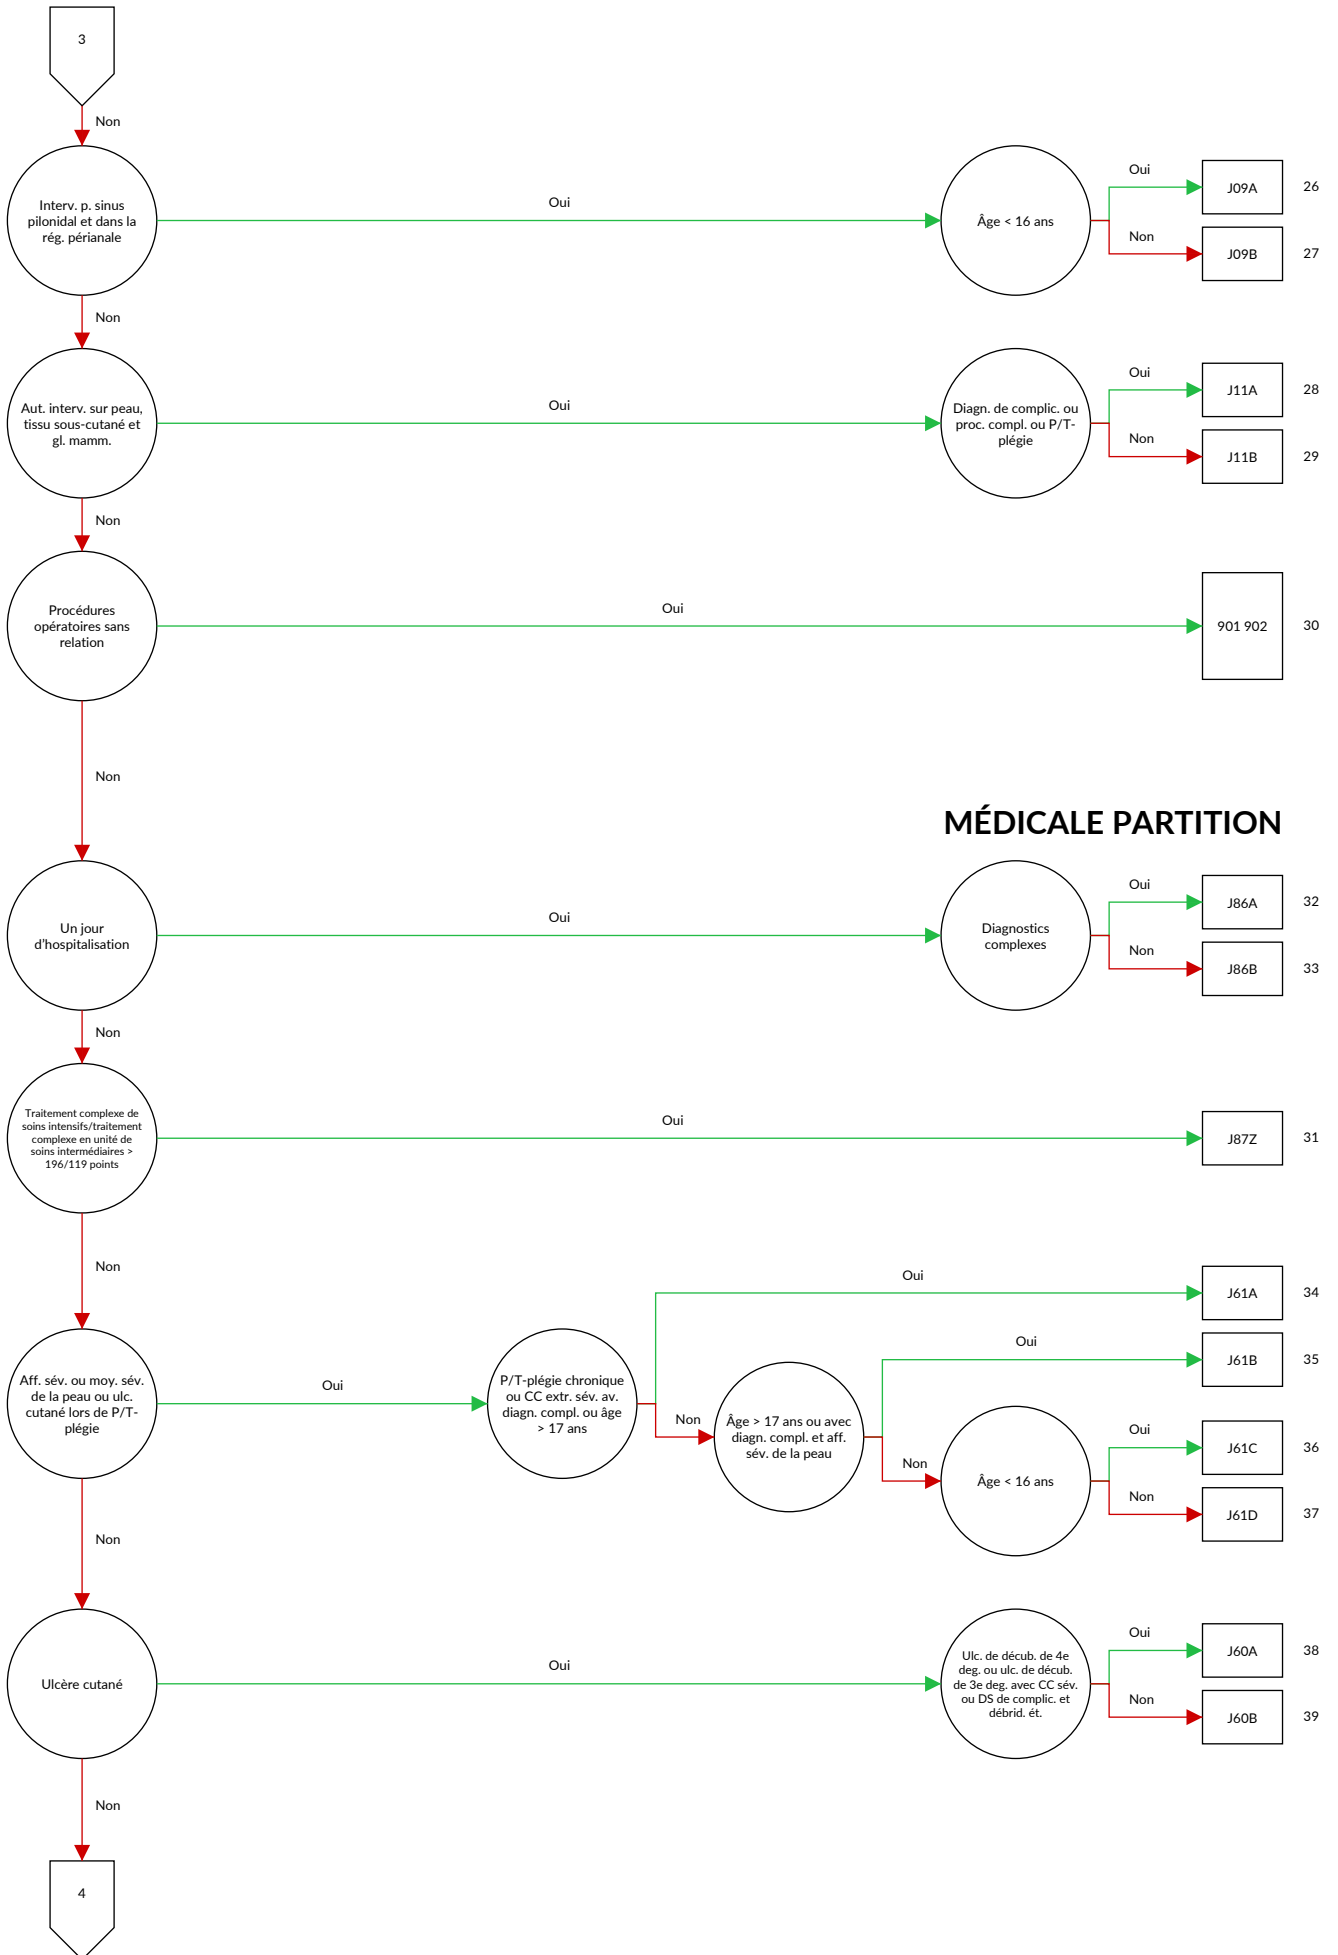 3
Non
Interv. p. sinus
pilonidal et dans la
rég. périanale
Oui
Âge < 16 ans
Oui
J09A
26
Non
J09B
27
Non
Aut. interv. sur peau,
tissu sous-cutané et
gl. mamm.
Oui
Diagn. de complic. ou
proc. compl. ou P/T-
plégie
Oui
J11A
28
Non
J11B
29
Non
Procédures
opératoires sans
relation
Oui
901 902
30
Non
MÉDICALE PARTITION
Un jour
d'hospitalisation
Oui
Diagnostics
complexes
Oui
J86A
32
Non
J86B
33
Non
Traitement complexe de
soins intensifs/traitement
complexe en unité de
soins intermédiaires >
196/119 points
Oui
J87Z
31
Non
Aff. sév. ou moy. sév.
de la peau ou ulc.
cutané lors de P/T-
plégie
Oui
P/T-plégie chronique
ou CC extr. sév. av.
diagn. compl. ou âge
> 17 ans
Oui
J61A
34
Non
Âge > 17 ans ou avec
diagn. compl. et aff.
sév. de la peau
Oui
J61B
35
Non
Âge < 16 ans
Oui
J61C
36
Non
J61D
37
Non
Ulcère cutané
Oui
Ulc. de décub. de 4e
deg. ou ulc. de décub.
de 3e deg. avec CC sév.
ou DS de complic. et
débrid. ét.
Oui
J60A
38
Non
J60B
39
Non
4